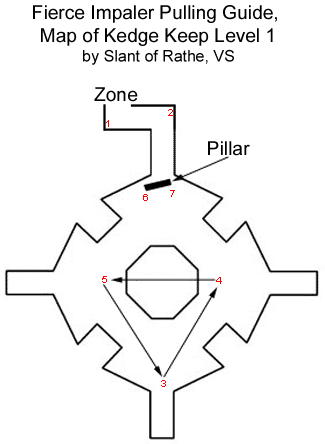 Fierce Impaler Pulling Guide,
Map of Kedge Keep Level 1
by Slant of Rathe, VS
Zone
1
2
Pillar
6
7
5
4
3